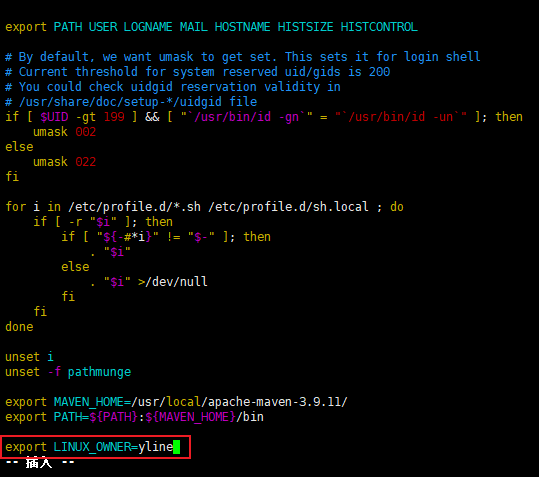 export PATH USER LOGNAME MAIL HOSTNAME HISTSIZE HISTCONTROL
# By default, we want umask to get set. This sets it for login shell
# Current threshold for system reserved uid/gids is 200
# You could check uidgid reservation validity in
# /usr/share/doc/setup-*/uidgid file
if [ $UID -gt 199 ] && [ "`/usr/bin/id -gn`" = "`/usr/bin/id -un`" ]; then
    umask 002
else
    umask 022
fi
for i in /etc/profile.d/*.sh /etc/profile.d/sh.local ; do
    if [ -r "$i" ]; then
        if [ "${-#*i}" != "$-" ]; then
            . "$i"
        else
            . "$i" >/dev/null
        fi
    fi
done
unset i
unset -f pathmunge
export MAVEN_HOME=/usr/local/apache-maven-3.9.11/
export PATH=${PATH}:${MAVEN_HOME}/bin
export LINUX_OWNER=yline
-- 插入 --